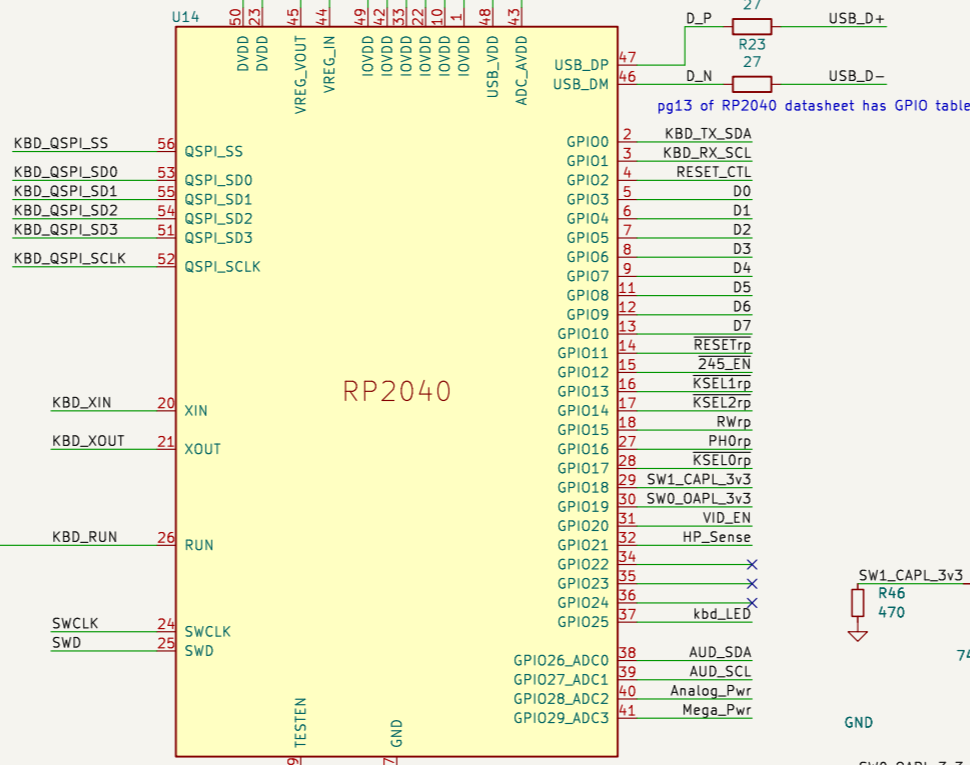 U14
50
23
45
44
49
42
33
22
10
1
48
43
DVDD
DVDD
VREG_VOUT
VREG_IN
IOVDD
IOVDD
IOVDD
IOVDD
IOVDD
IOVDD
USB_VDD
ADC_AVDD
27
D_P
USB_D+
R23
USB_DP 47
27
USB_DM 46
D_N
USB_D-
pg13 of RP2040 datasheet has GPIO table
KBD_QSPI_SS 56 QSPI_SS
KBD_QSPI_SD0 53 QSPI_SD0
KBD_QSPI_SD1 55 QSPI_SD1
KBD_QSPI_SD2 54 QSPI_SD2
KBD_QSPI_SD3 51 QSPI_SD3
KBD_QSPI_SCLK 52 QSPI_SCLK
RP2040
KBD_XIN 20 XIN
KBD_XOUT 21 XOUT
KBD_RUN 26 RUN
SWCLK 24 SWCLK
SWD 25 SWD
GPIO0 2 KBD_TX_SDA
GPIO1 3 KBD_RX_SCL
GPIO2 4 RESET_CTL
GPIO3 5 D0
GPIO4 6 D1
GPIO5 7 D2
GPIO6 8 D3
GPIO7 9 D4
GPIO8 11 D5
GPIO9 12 D6
GPIO10 13 D7
GPIO11 14 RESETrp
GPIO12 15 245_EN
GPIO13 16 KSEL1rp
GPIO14 17 KSEL2rp
GPIO15 18 RWrp
GPIO16 27 PH0rp
GPIO17 28 KSEL0rp
GPIO18 29 SW1_CAPL_3v3
GPIO19 30 SW0_OAPL_3v3
GPIO20 31 VID_EN
GPIO21 32 HP_Sense
GPIO22 34
GPIO23 35
GPIO24 36
GPIO25 37 kbd_LED
GPIO26_ADC0 38 AUD_SDA
GPIO27_ADC1 39 AUD_SCL
GPIO28_ADC2 40 Analog_Pwr
GPIO29_ADC3 41 Mega_Pwr
TESTEN
GND
SW1_CAPL_3v3
R46
470
GND